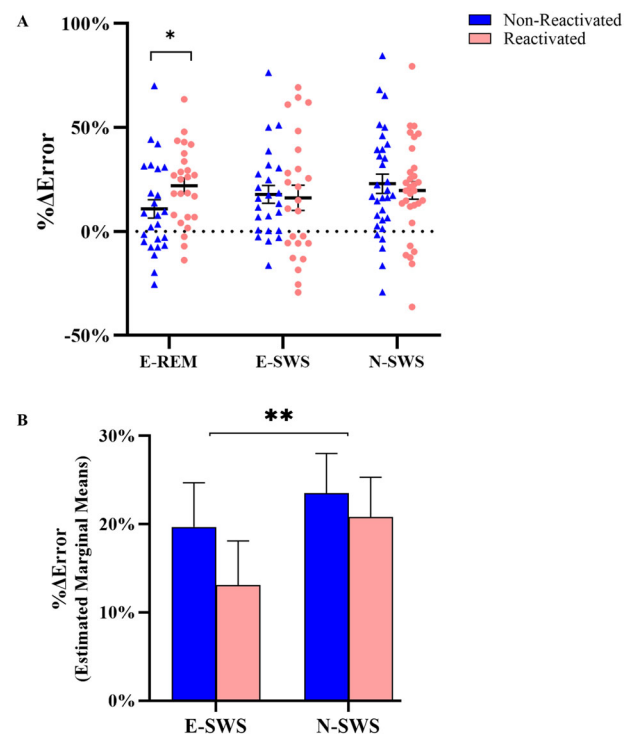 A
Non-Reactivated
Reactivated
100%
50%
0%
-50%
%ΔError
*
E-REM
E-SWS
N-SWS
B
**
30%
20%
10%
0%
%ΔError
(Estimated Marginal Means)
E-SWS
N-SWS